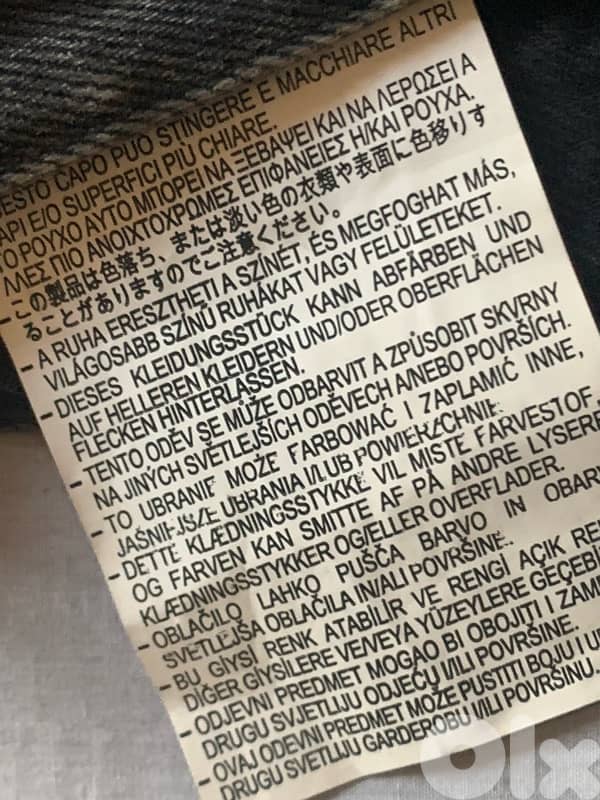 ESTO CAPO PUÒ STINGERE E MACCHIARE ALTRI
API E/O SUPERFICI PIÙ CHIARE.
ΤΟ ΡΟΥΧΟ ΑΥΤΟ ΜΠΟΡΕΙ ΝΑ ΞΕΒΑΨΕΙ ΚΑΙ ΝΑ ΛΕΡΩΣΕΙ Α
ΛΛΕΣ ΠΙΟ ΑΝΟΙΧΤΟΧΡΩΜΕΣ ΕΠΙΦΑΝΕΙΕΣ Η/ΚΑΙ ΡΟΥΧΑ.
- この製品は色落ち、または淡い色の衣類や表面に色移りす
ることがありますのでご注意ください。
- A RUHA ERESZTHETI A SZÍNÉT, ÉS MEGFOGHAT MÁS,
VILÁGOSABB SZÍNŰ RUHÁKAT VAGY FELÜLETEKET.
- DIESES KLEIDUNGSSTÜCK KANN ABFÄRBEN UND
AUF HELLEREN KLEIDERN UND/ODER OBERFLÄCHEN
FLECKEN HINTERLASSEN.
- TENTO ODĚV SE MŮŽE ODBARVIT A ZPŮSOBIT SKVRNY
NA JINÝCH SVĚTLEJŠÍCH ODĚVECH A/NEBO POVRŠÍCH.
- TO UBRANIE MOŻE FARBOWAĆ I ZAPLAMIĆ INNE,
JAŚNIEJSZE UBRANIA I/LUB POWIERZCHNIE.
- DETTE KLÆDNINGSSTYKKE VIL MISTE FARVESTOF,
OG FARVEN KAN SMITTE AF PÅ ANDRE LYSERE
KLÆDNINGSSTYKKER OG/ELLER OVERFLADER.
- OBLAČILO LAHKO PUŠČA BARVO IN OBAR
SVETLEJŠA OBLAČILA IN/ALI POVRŠINE.
- BU GİYSİ RENK ATABİLİR VE RENGİ AÇIK RE
DİĞER GİYSİLERE VE/VEYA YÜZEYLERE GEÇEBİ
- ODJEVNI PREDMET MOGAO BI OBOJITI I ZAM
DRUGU SVJETLIJU ODJEĆU I/ILI POVRŠINE.
- OVAJ ODEVNI PREDMET MOŽE PUSTITI BOJU I U
DRUGU SVETLIJU GARDEROBU I/ILI POVRŠINU.
olx